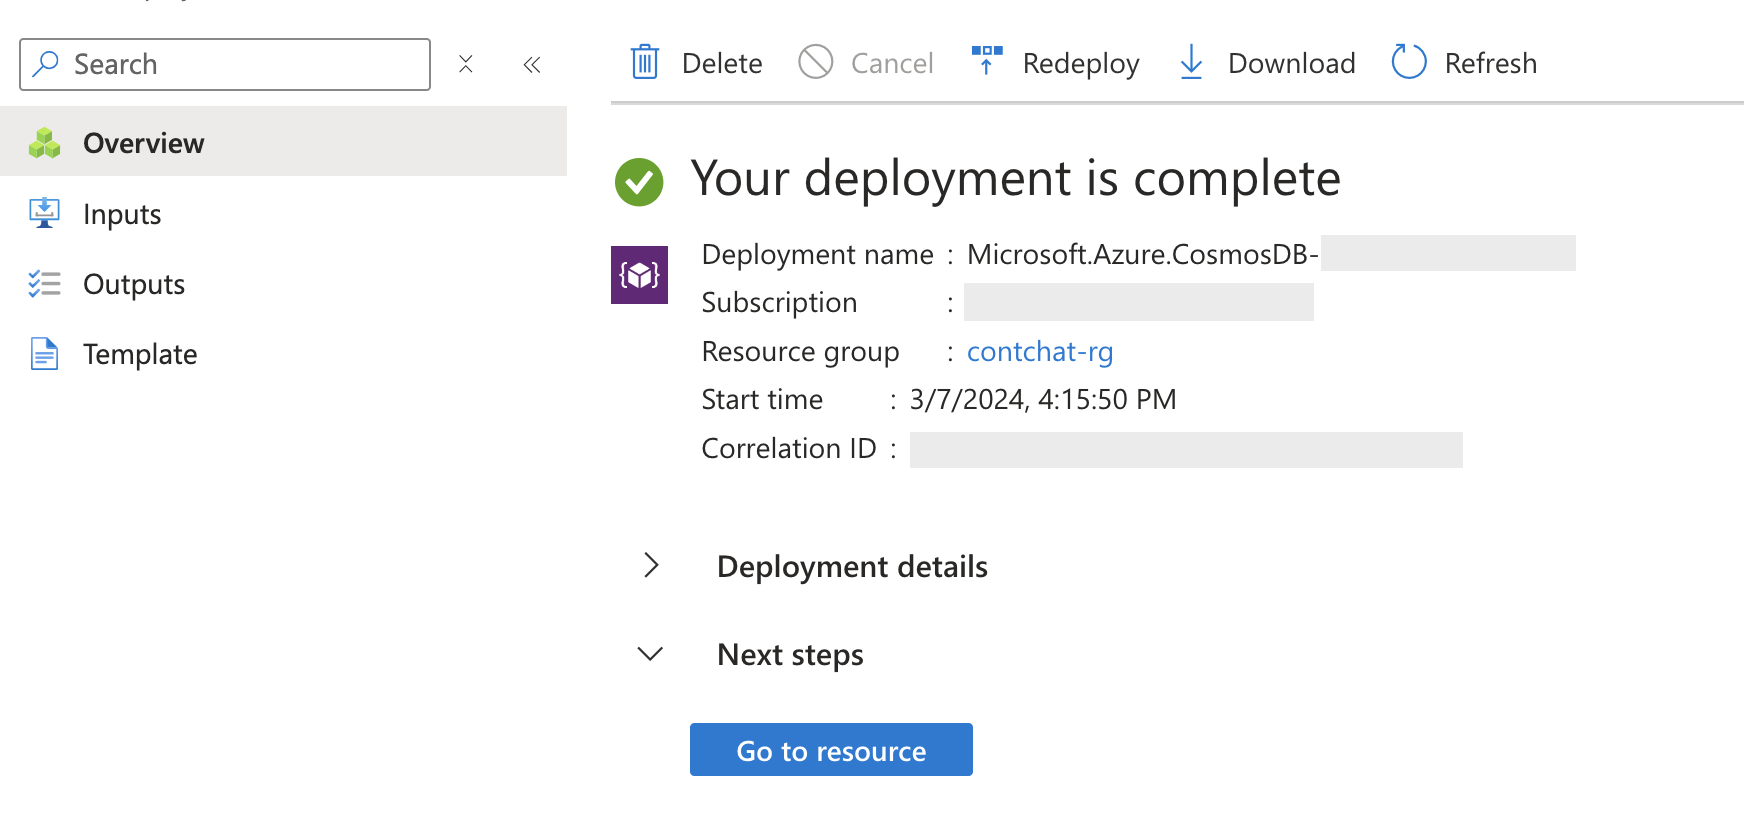 Search
Delete
Cancel
Redeploy
Download
Refresh
Overview
Inputs
Outputs
Template
Your deployment is complete
Deployment name : Microsoft.Azure.CosmosDB-
Subscription :
Resource group : contchat-rg
Start time : 3/7/2024, 4:15:50 PM
Correlation ID :
Deployment details
Next steps
Go to resource